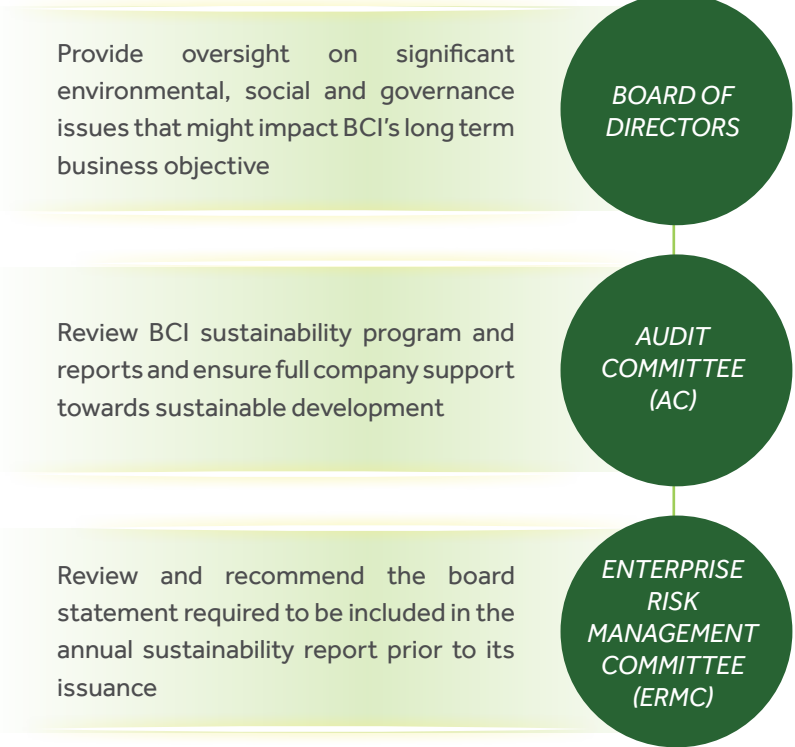 Provide oversight on significant
environmental, social and governance
issues that might impact BCI's long term
business objective
BOARD OF
DIRECTORS
Review BCI sustainability program and
reports and ensure full company support
towards sustainable development
AUDIT
COMMITTEE
(AC)
Review and recommend the board
statement required to be included in the
annual sustainability report prior to its
issuance
ENTERPRISE
RISK
MANAGEMENT
COMMITTEE
(ERMC)